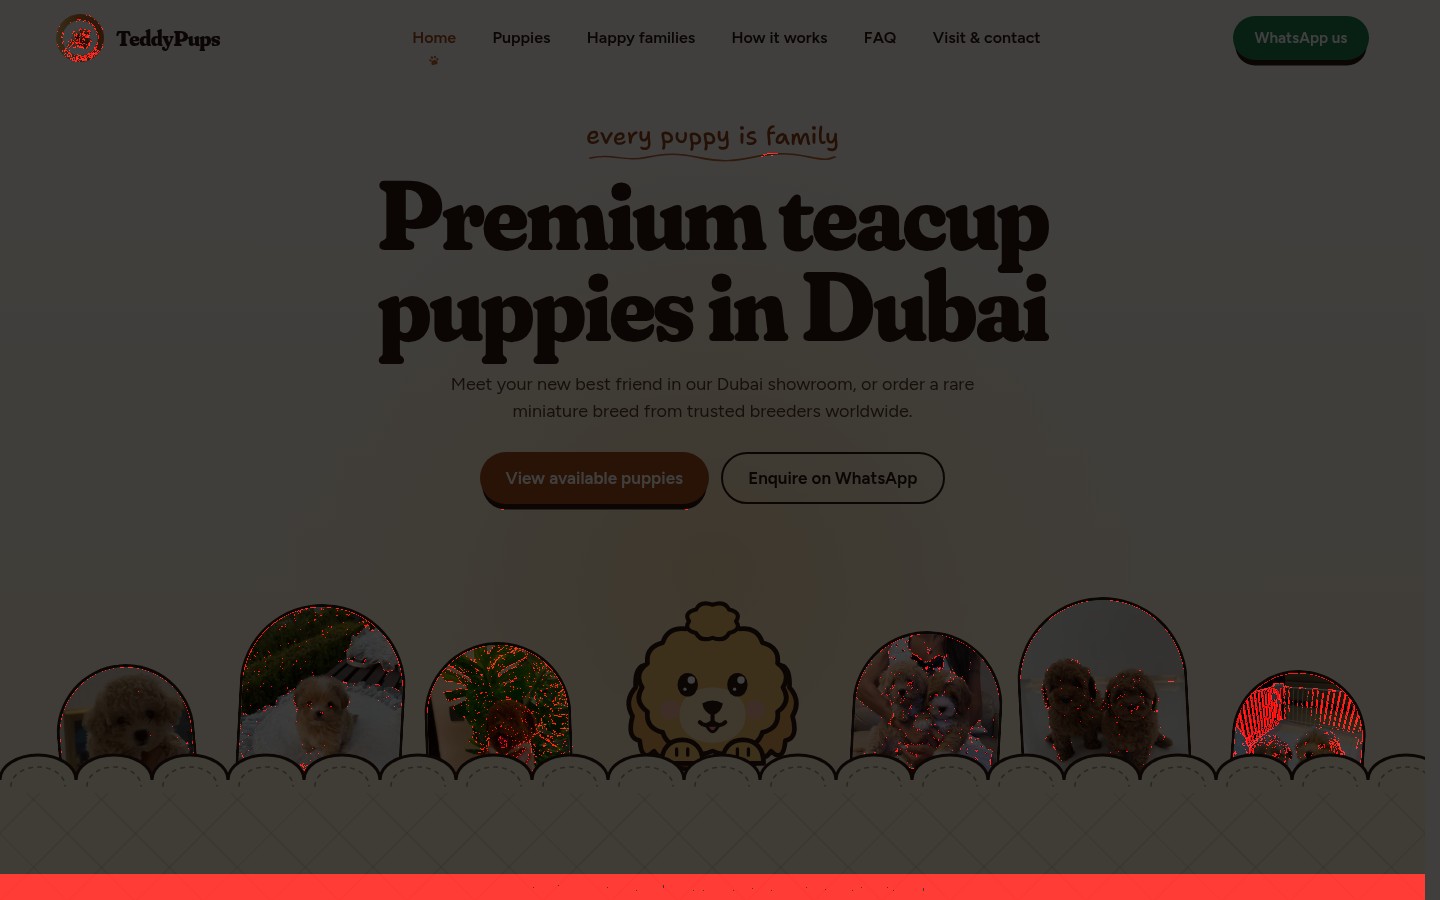 TeddyPups
Home
Puppies
Happy families
How it works
FAQ
Visit & contact
WhatsApp us
every puppy is family
Premium teacup
puppies in Dubai
Meet your new best friend in our Dubai showroom, or order a rare
miniature breed from trusted breeders worldwide.
View available puppies
Enquire on WhatsApp